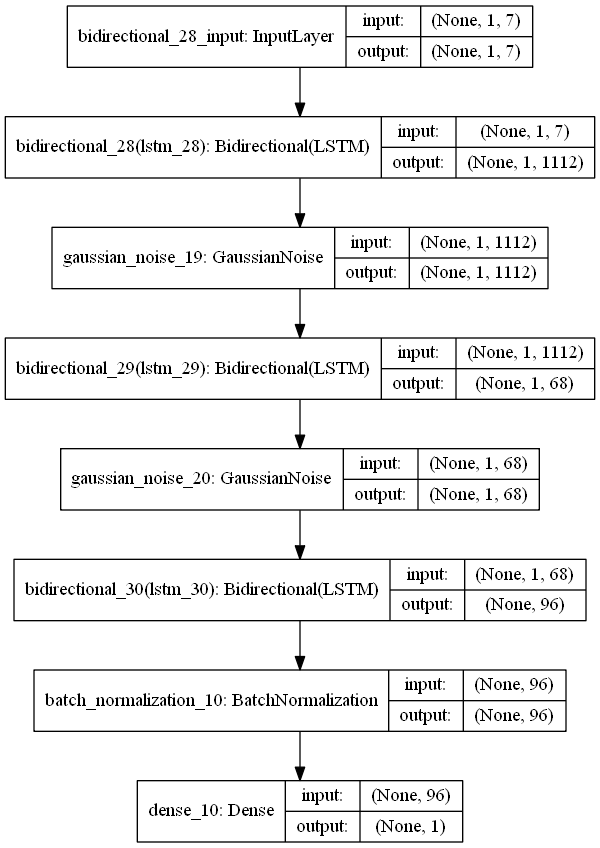 bidirectional_28_input: InputLayer input: (None, 1, 7)
output: (None, 1, 7)
bidirectional_28(lstm_28): Bidirectional(LSTM) input: (None, 1, 7)
output: (None, 1, 1112)
gaussian_noise_19: GaussianNoise input: (None, 1, 1112)
output: (None, 1, 1112)
bidirectional_29(lstm_29): Bidirectional(LSTM) input: (None, 1, 1112)
output: (None, 1, 68)
gaussian_noise_20: GaussianNoise input: (None, 1, 68)
output: (None, 1, 68)
bidirectional_30(lstm_30): Bidirectional(LSTM) input: (None, 1, 68)
output: (None, 96)
batch_normalization_10: BatchNormalization input: (None, 96)
output: (None, 96)
dense_10: Dense input: (None, 96)
output: (None, 1)